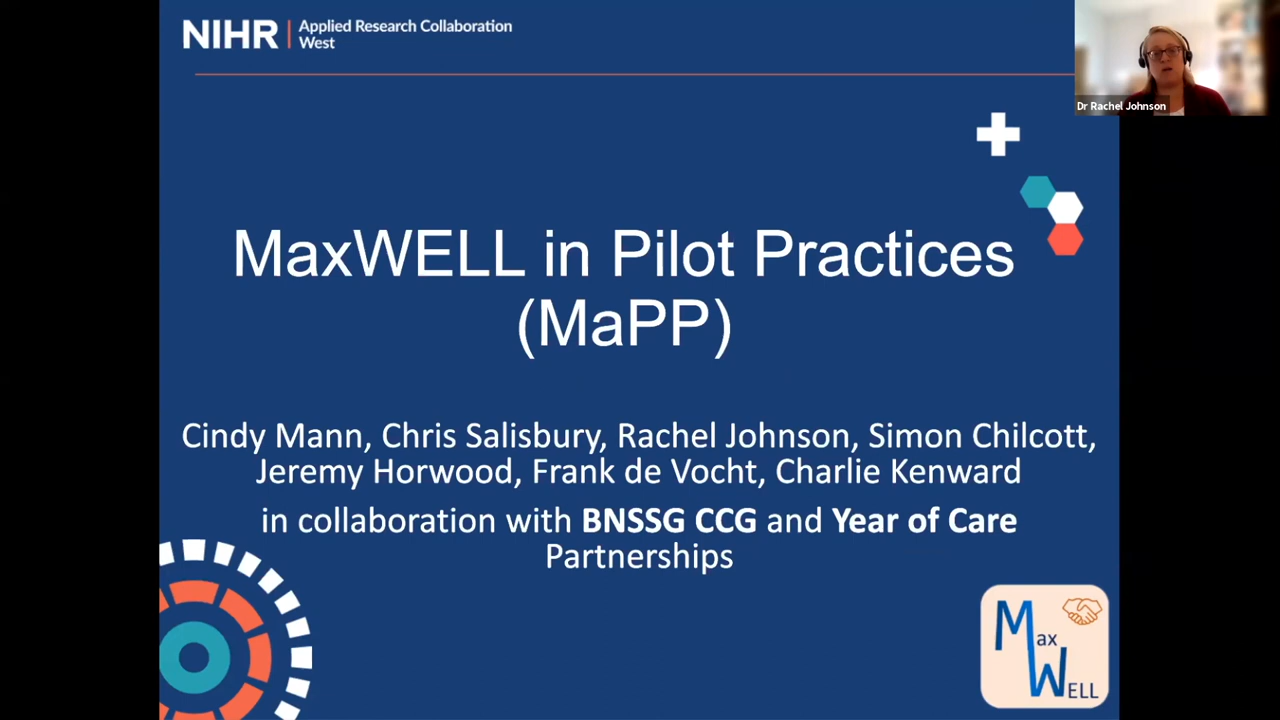 NIHR | Applied Research Collaboration
West
Dr Rachel Johnson
MaxWELL in Pilot Practices
(MaPP)
Cindy Mann, Chris Salisbury, Rachel Johnson, Simon Chilcott,
Jeremy Horwood, Frank de Vocht, Charlie Kenward
in collaboration with BNSSG CCG and Year of Care
Partnerships
Max
WELL